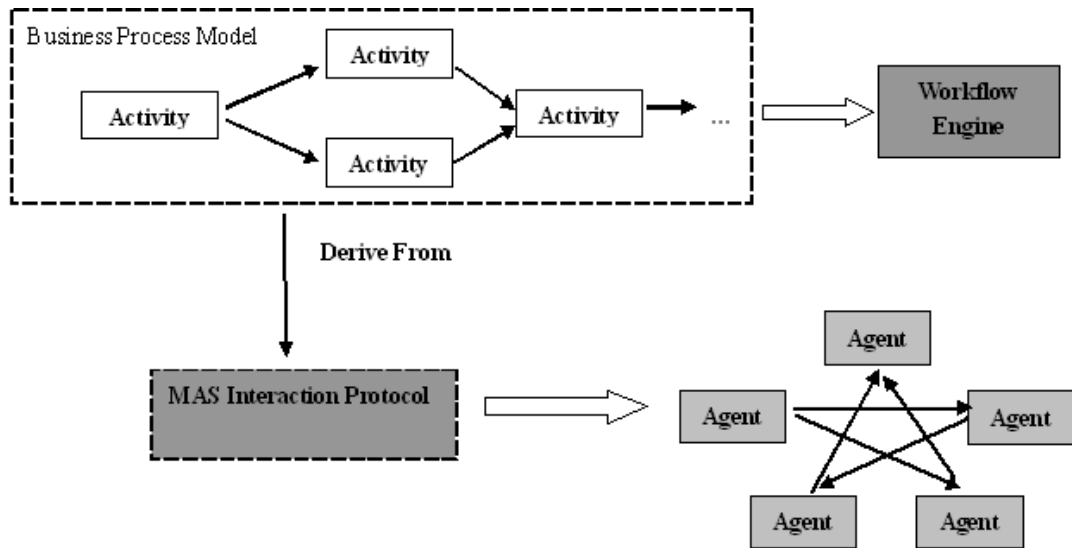 Business Process Model
Activity
Activity
Activity
Activity
...
Workflow
Engine
Derive From
MAS Interaction Protocol
Agent
Agent
Agent
Agent
Agent